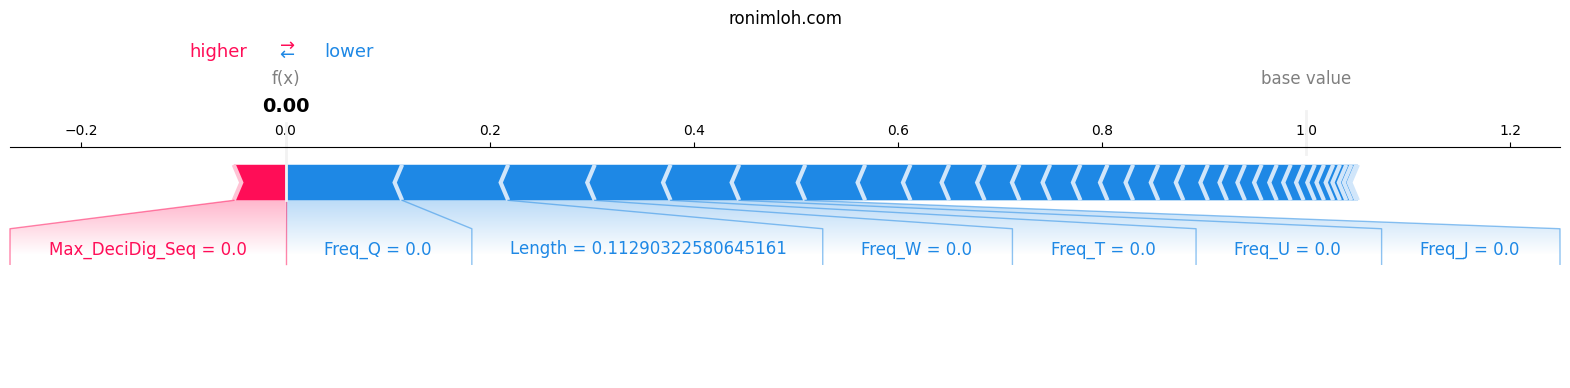 ronimloh.com
higher ⇄ lower
f(x) base value
0.00
−0.2 0.0 0.2 0.4 0.6 0.8 1.0 1.2
Max_DeciDig_Seq = 0.0 Freq_Q = 0.0 Length = 0.11290322580645161 Freq_W = 0.0 Freq_T = 0.0 Freq_U = 0.0 Freq_J = 0.0